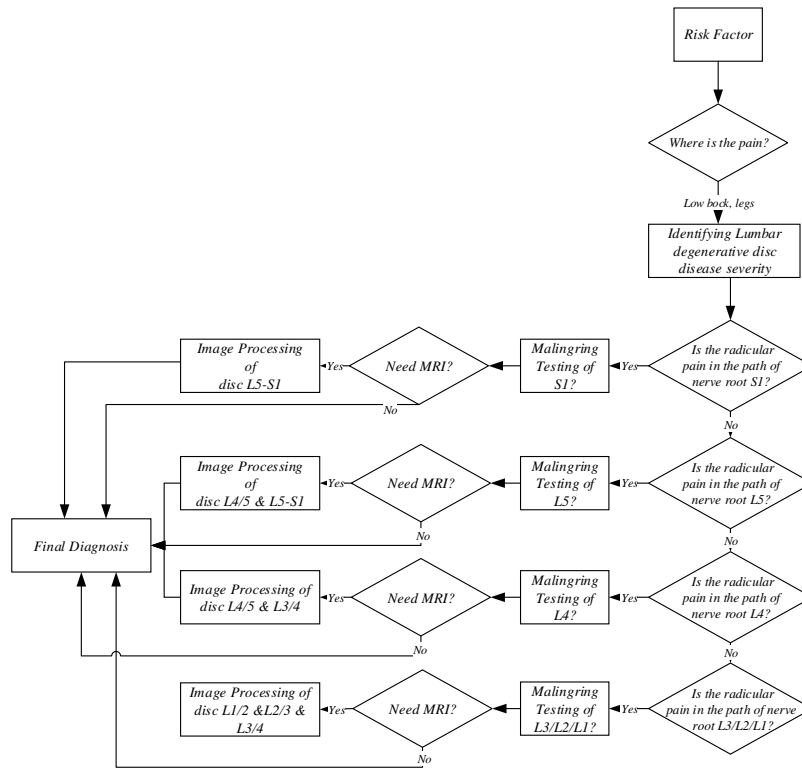 Risk Factor
Where is the pain?
Low bock, legs
Identifying Lumbar
degenerative disc
disease severity
Is the radicular
pain in the path of
nerve root S1?
Yes
Malingring
Testing of
S1?
Need MRI?
Yes
Image Processing
of
disc L5-S1
No
No
Is the radicular
pain in the path of
nerve root L5?
Yes
Malingring
Testing of
L5?
Need MRI?
Yes
Image Processing
of
disc L4/5 & L5-S1
No
No
Final Diagnosis
Is the radicular
pain in the path of
nerve root L4?
Yes
Malingring
Testing of
L4?
Need MRI?
Yes
Image Processing of
disc L4/5 & L3/4
No
No
Is the radicular
pain in the path of nerve
root L3/L2/L1?
Yes
Malingring
Testing of
L3/L2/L1?
Need MRI?
Yes
Image Processing of
disc L1/2 &L2/3 &
L3/4
No